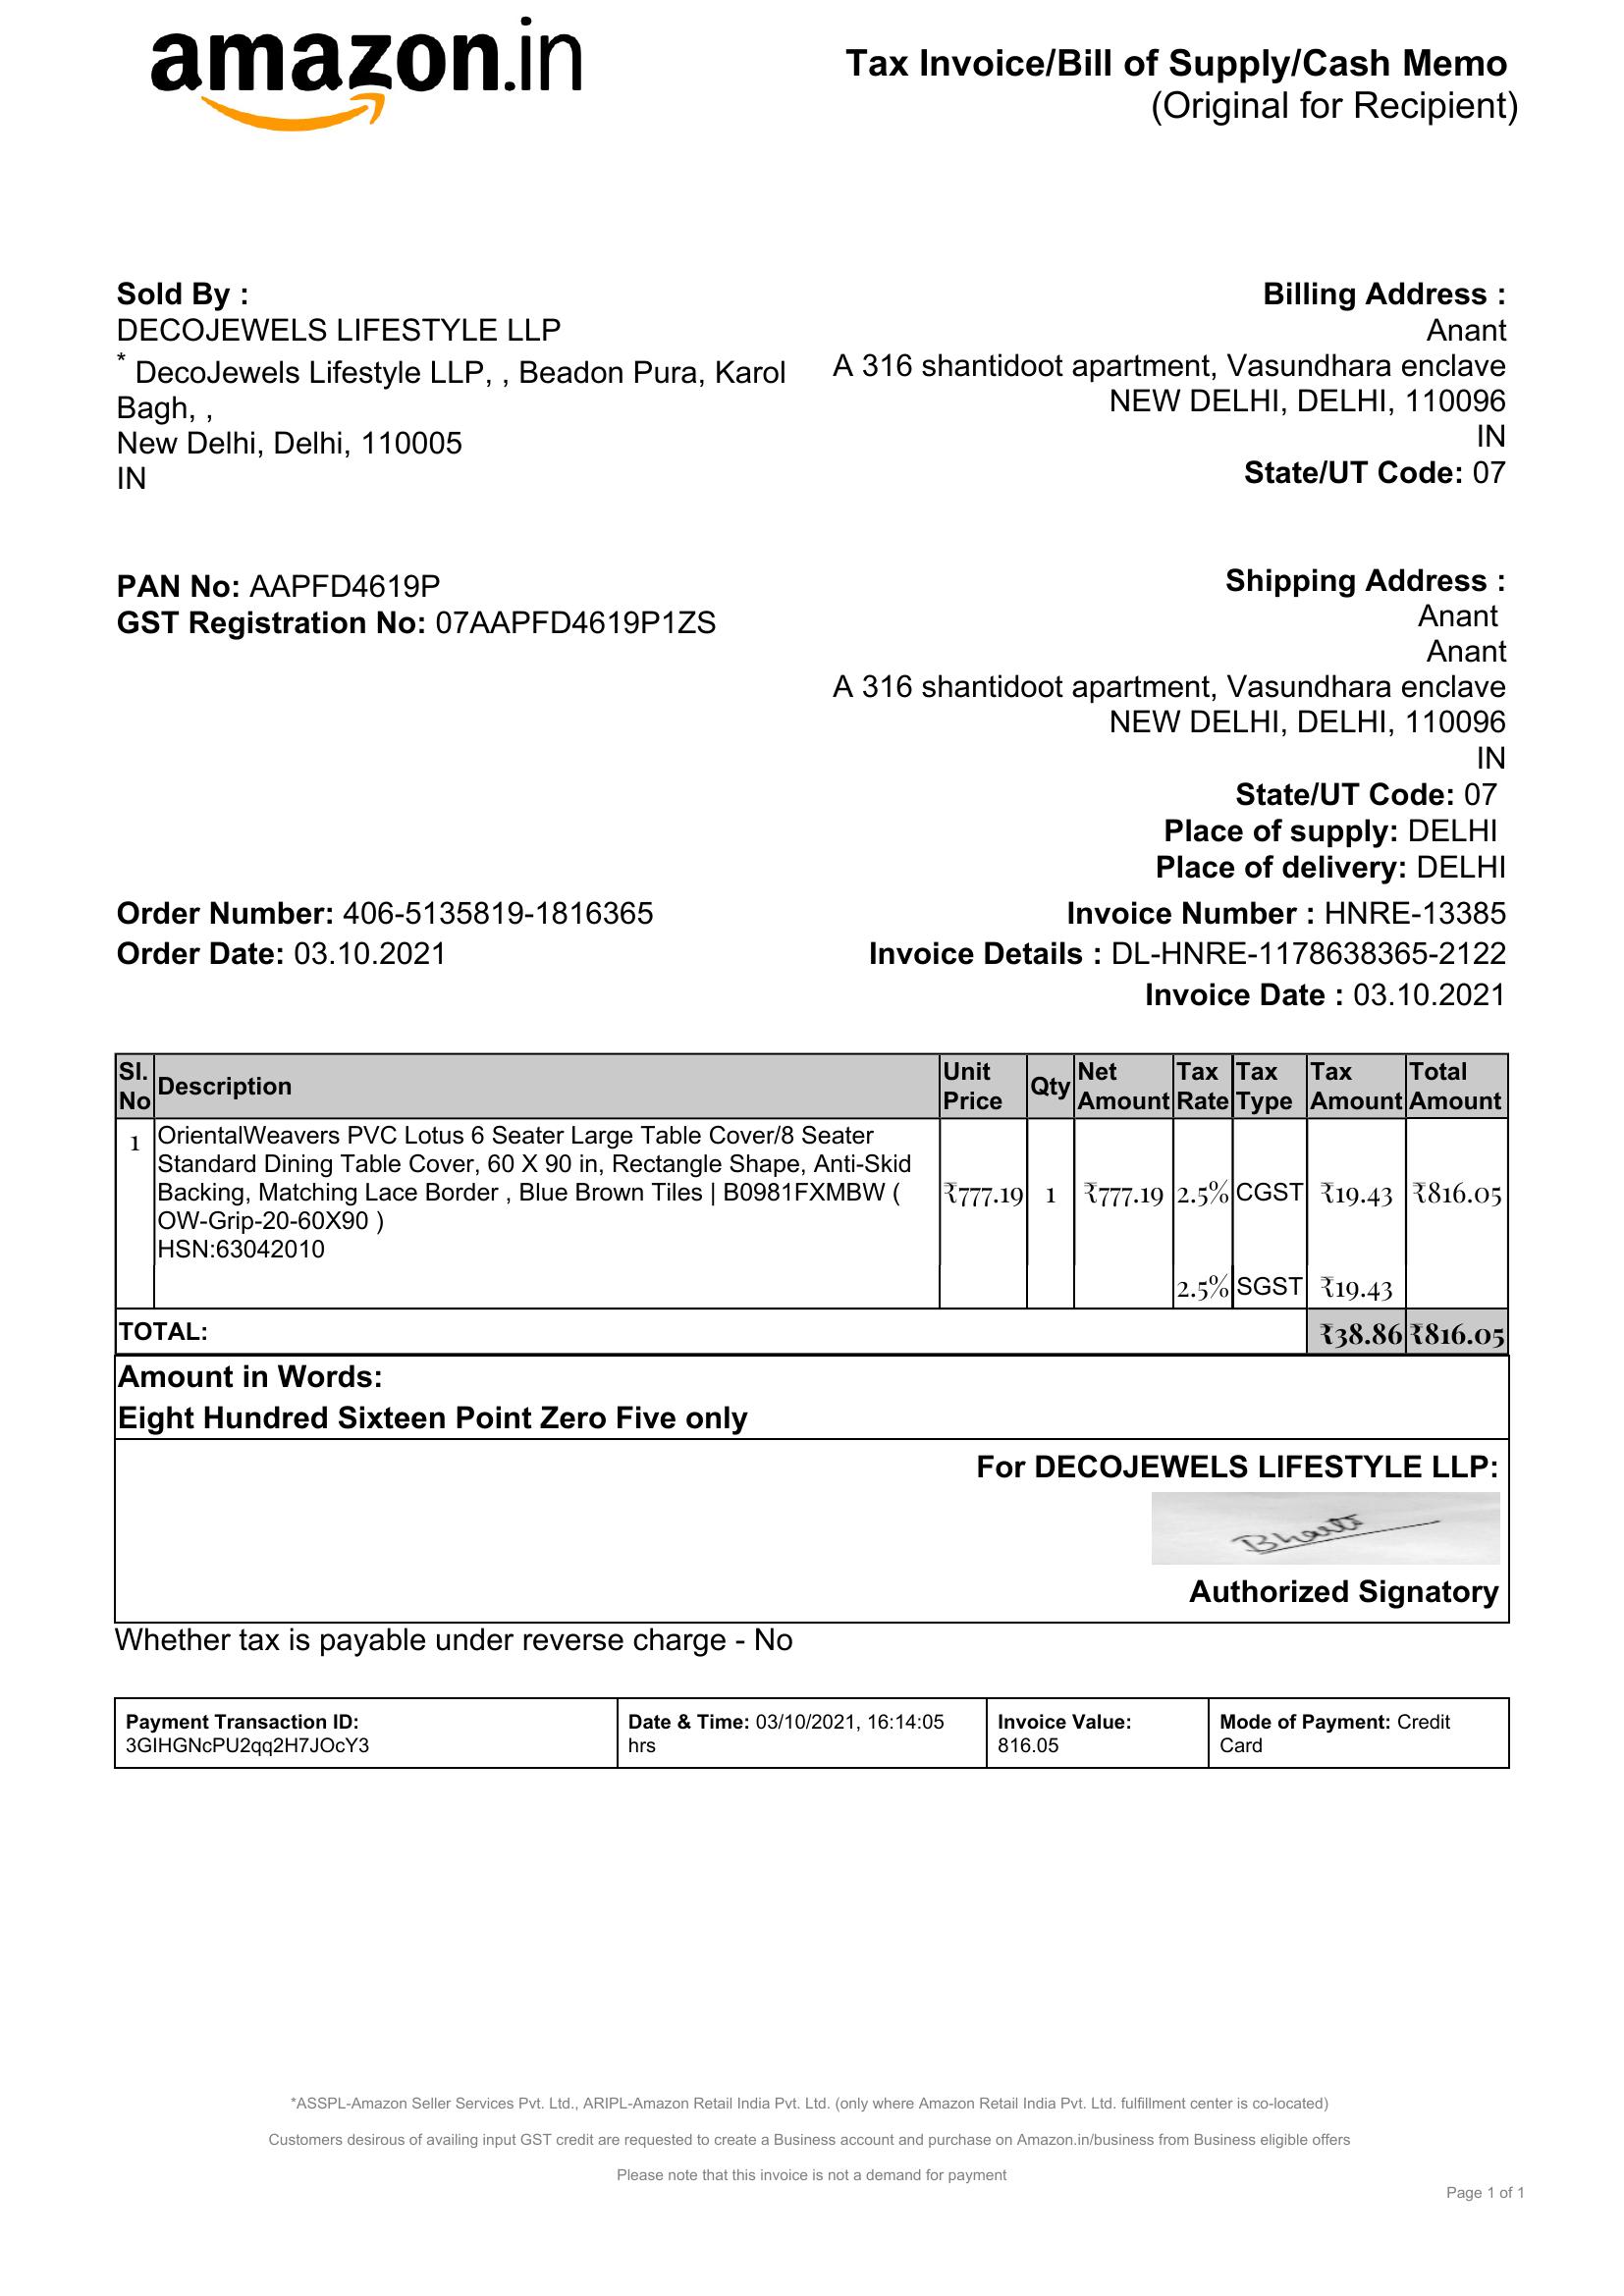 amazon.in
Tax Invoice/Bill of Supply/Cash Memo
(Original for Recipient)
Sold By :
DECOJEWELS LIFESTYLE LLP
* DecoJewels Lifestyle LLP, , Beadon Pura, Karol
Bagh, ,
New Delhi, Delhi, 110005
IN
Billing Address :
Anant
A 316 shantidoot apartment, Vasundhara enclave
NEW DELHI, DELHI, 110096
IN
State/UT Code: 07
PAN No: AAPFD4619P
GST Registration No: 07AAPFD4619P1ZS
Shipping Address :
Anant
Anant
A 316 shantidoot apartment, Vasundhara enclave
NEW DELHI, DELHI, 110096
IN
State/UT Code: 07
Place of supply: DELHI
Place of delivery: DELHI
Order Number: 406-5135819-1816365
Order Date: 03.10.2021
Invoice Number : HNRE-13385
Invoice Details : DL-HNRE-1178638365-2122
Invoice Date : 03.10.2021
Sl. No Description Unit Price Qty Net Amount Tax Rate Tax Type Tax Amount Total Amount
1 OrientalWeavers PVC Lotus 6 Seater Large Table Cover/8 Seater
Standard Dining Table Cover, 60 X 90 in, Rectangle Shape, Anti-Skid
Backing, Matching Lace Border , Blue Brown Tiles | B0981FXMBW (
OW-Grip-20-60X90 )
HSN:63042010
₹777.19 1 ₹777.19 2.5% CGST ₹19.43 ₹816.05
2.5% SGST ₹19.43
TOTAL: ₹38.86 ₹816.05
Amount in Words:
Eight Hundred Sixteen Point Zero Five only
For DECOJEWELS LIFESTYLE LLP:
Bharti
Authorized Signatory
Whether tax is payable under reverse charge - No
Payment Transaction ID:
3GIHGNcPU2qq2H7JOcY3
Date & Time: 03/10/2021, 16:14:05
hrs
Invoice Value:
816.05
Mode of Payment: Credit
Card
*ASSPL-Amazon Seller Services Pvt. Ltd., ARIPL-Amazon Retail India Pvt. Ltd. (only where Amazon Retail India Pvt. Ltd. fulfillment center is co-located)
Customers desirous of availing input GST credit are requested to create a Business account and purchase on Amazon.in/business from Business eligible offers
Please note that this invoice is not a demand for payment
Page 1 of 1